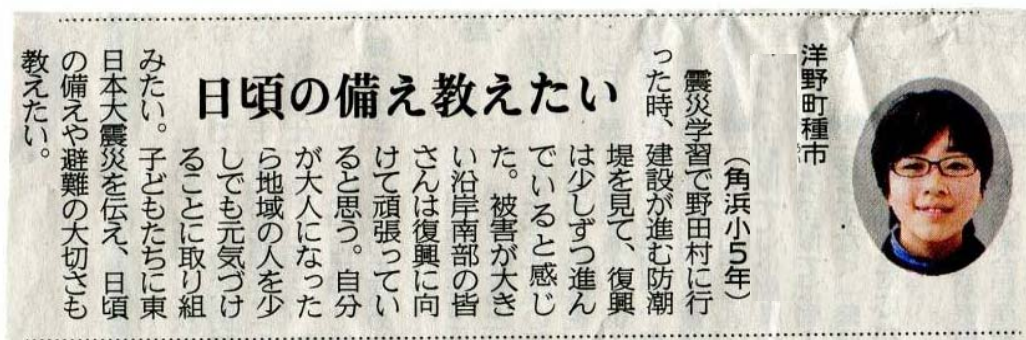 洋野町種市
(角浜小5年)
日頃の備え教えたい
震災学習で野田村に行
った時、建設が進む防潮
堤を見て、復興
は少しずつ進ん
でいると感じ
た。被害が大き
い沿岸南部の皆
さんは復興に向
けて頑張ってい
ると思う。自分
が大人になった
ら地域の人を少
しでも元気づけ
ることに取り組
みたい。子どもたちに東
日本大震災を伝え、日頃
の備えや避難の大切さも
教えたい。